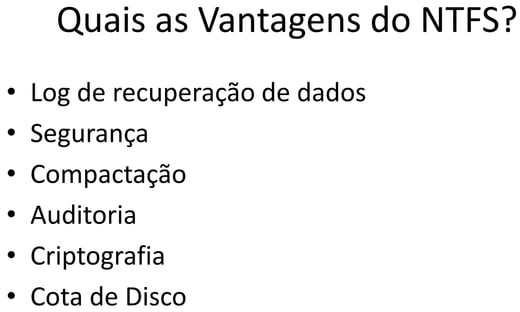 Quais as Vantagens do NTFS?
• Log de recuperação de dados
• Segurança
• Compactação
• Auditoria
• Criptografia
• Cota de Disco